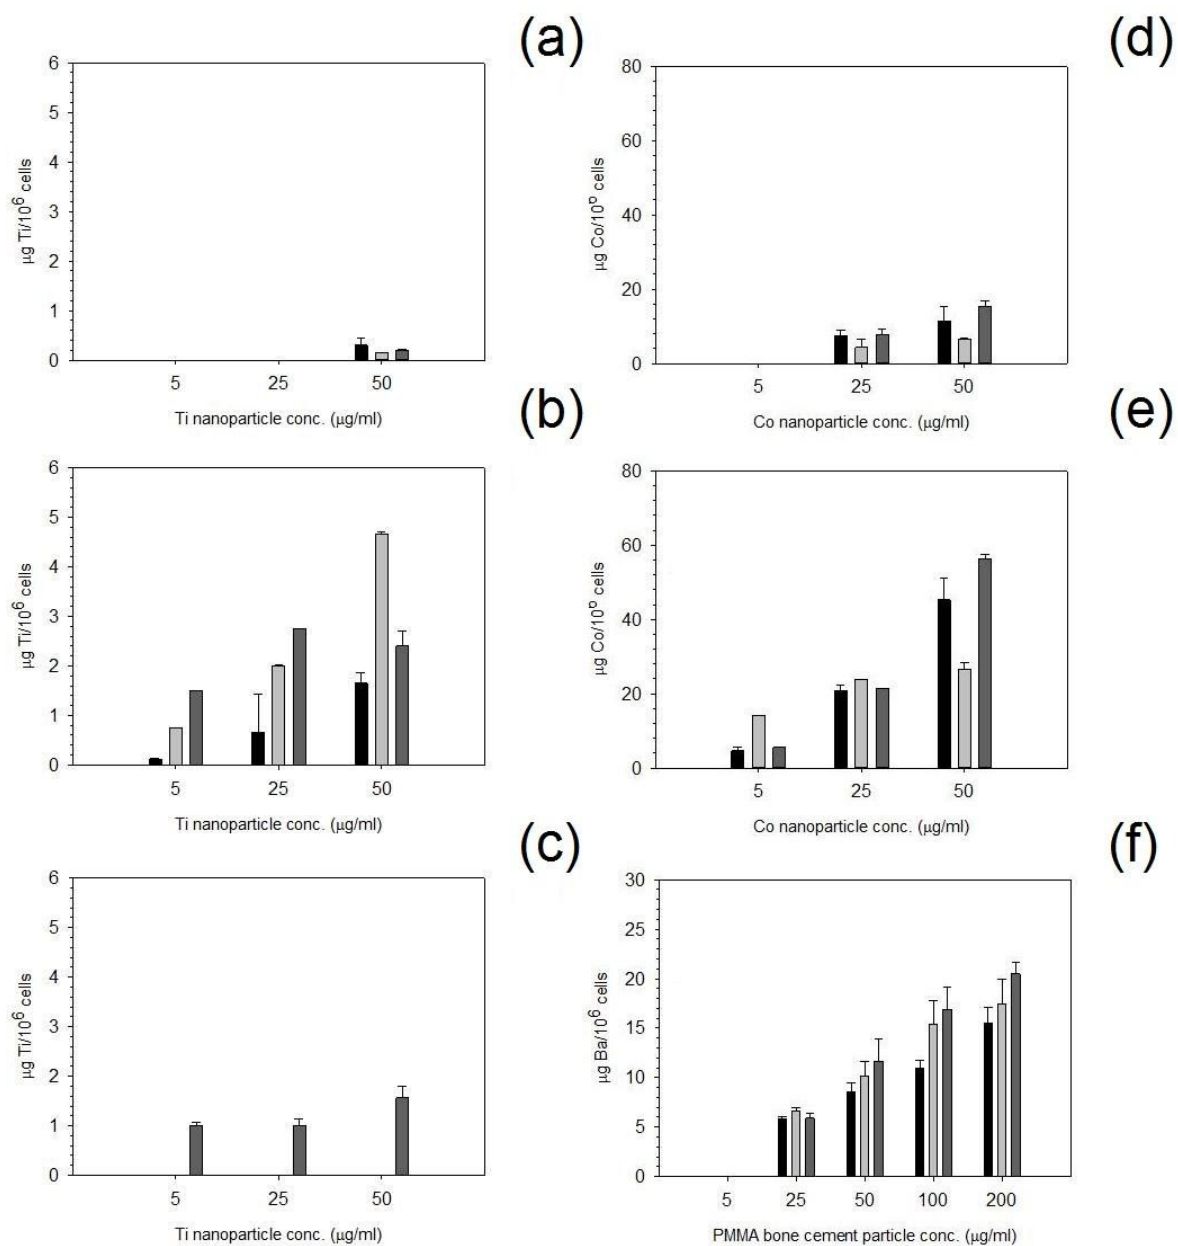 (a)
6
5
4
3
2
1
0
µg Ti/10⁶ cells
5 25 50
Ti nanoparticle conc. (µg/ml)
(d)
80
60
40
20
0
µg Co/10⁶ cells
5 25 50
Co nanoparticle conc. (µg/ml)
(b)
6
5
4
3
2
1
0
µg Ti/10⁶ cells
5 25 50
Ti nanoparticle conc. (µg/ml)
(e)
80
60
40
20
0
µg Co/10⁶ cells
5 25 50
Co nanoparticle conc. (µg/ml)
(c)
6
5
4
3
2
1
0
µg Ti/10⁶ cells
5 25 50
Ti nanoparticle conc. (µg/ml)
(f)
30
25
20
15
10
5
0
µg Ba/10⁶ cells
5 25 50 100 200
PMMA bone cement particle conc. (µg/ml)